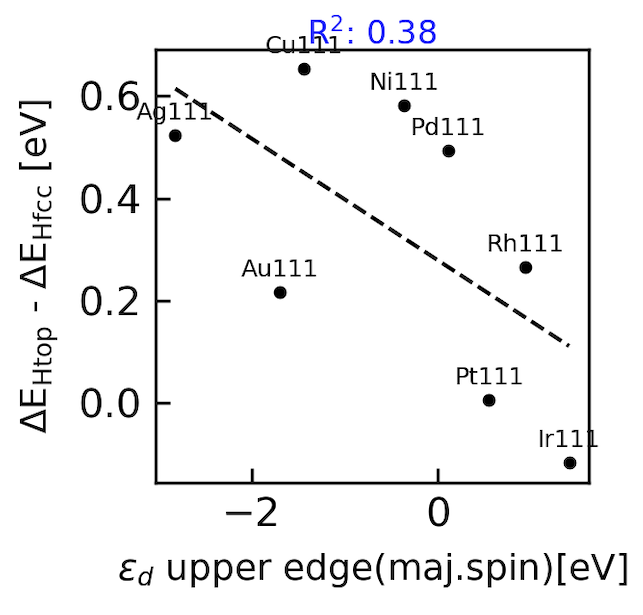 R²: 0.38
Cu111
Ni111
Ag111
Pd111
Rh111
Au111
Pt111
Ir111
0.6
0.4
0.2
0.0
−2
0
ΔE_Htop - ΔE_Hfcc [eV]
ε_d upper edge(maj.spin)[eV]